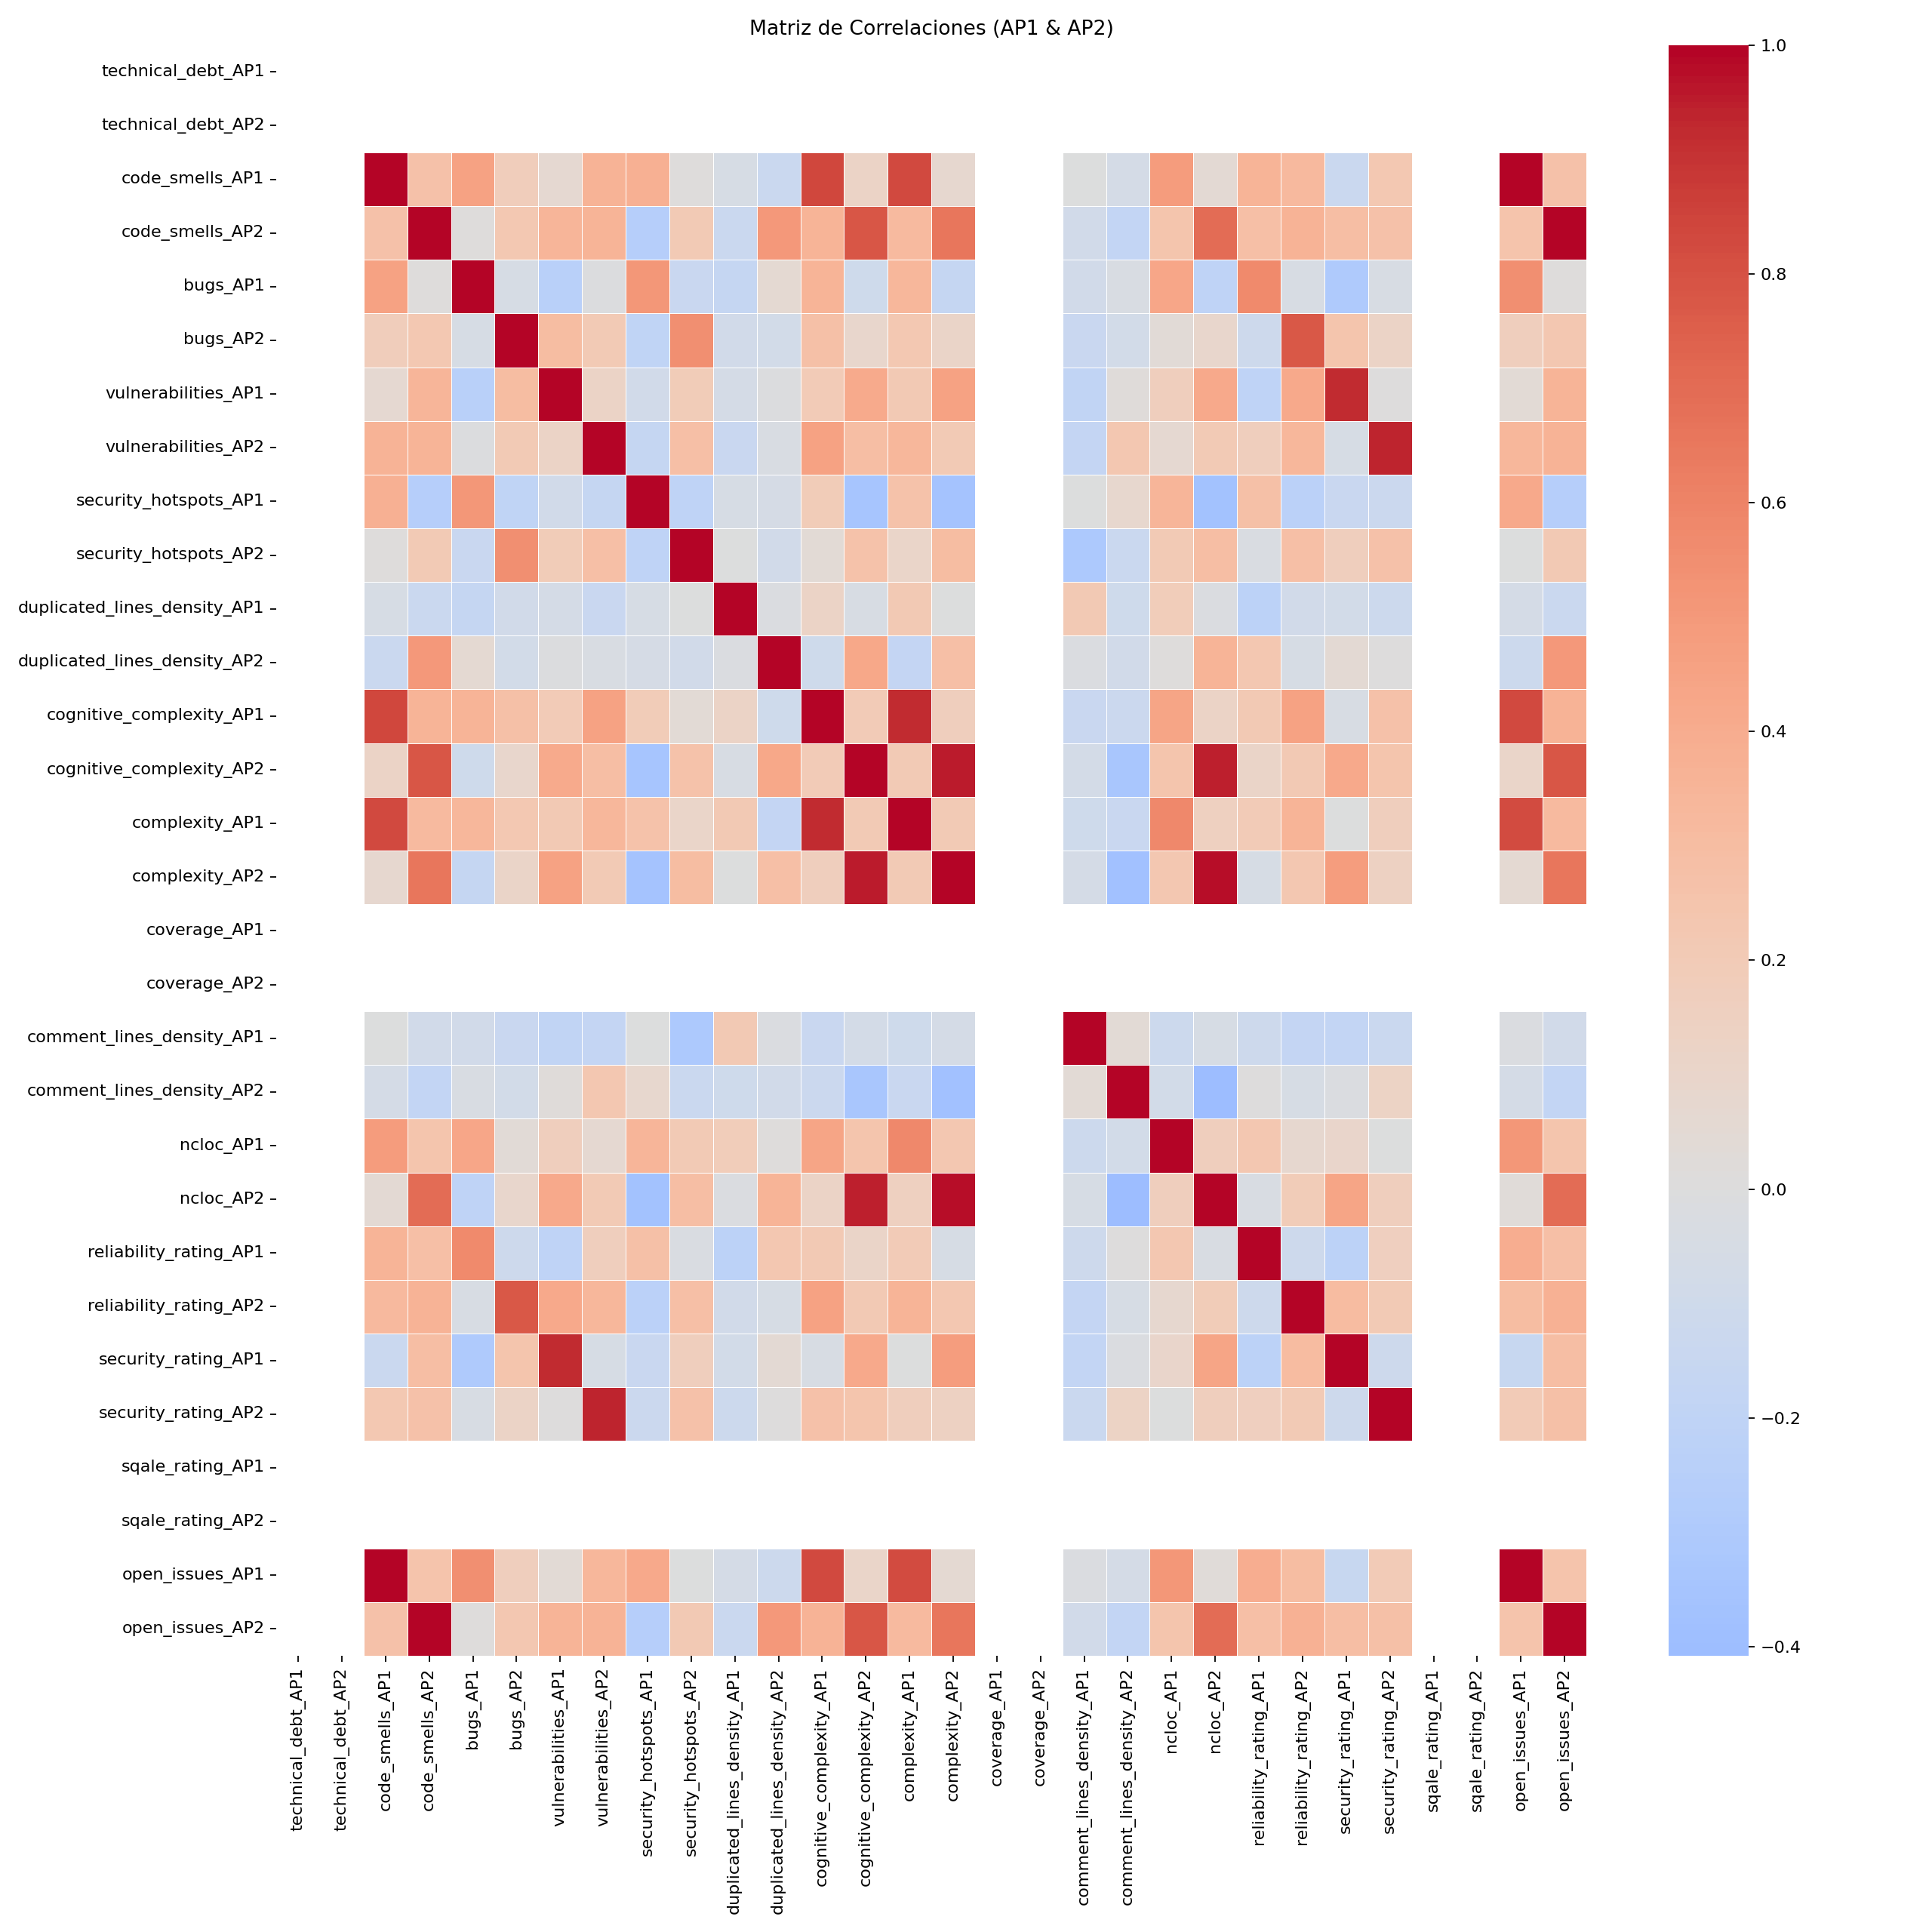 Matriz de Correlaciones (AP1 & AP2)
technical_debt_AP1
technical_debt_AP2
code_smells_AP1
code_smells_AP2
bugs_AP1
bugs_AP2
vulnerabilities_AP1
vulnerabilities_AP2
security_hotspots_AP1
security_hotspots_AP2
duplicated_lines_density_AP1
duplicated_lines_density_AP2
cognitive_complexity_AP1
cognitive_complexity_AP2
complexity_AP1
complexity_AP2
coverage_AP1
coverage_AP2
comment_lines_density_AP1
comment_lines_density_AP2
ncloc_AP1
ncloc_AP2
reliability_rating_AP1
reliability_rating_AP2
security_rating_AP1
security_rating_AP2
sqale_rating_AP1
sqale_rating_AP2
open_issues_AP1
open_issues_AP2
technical_debt_AP1
technical_debt_AP2
code_smells_AP1
code_smells_AP2
bugs_AP1
bugs_AP2
vulnerabilities_AP1
vulnerabilities_AP2
security_hotspots_AP1
security_hotspots_AP2
duplicated_lines_density_AP1
duplicated_lines_density_AP2
cognitive_complexity_AP1
cognitive_complexity_AP2
complexity_AP1
complexity_AP2
coverage_AP1
coverage_AP2
comment_lines_density_AP1
comment_lines_density_AP2
ncloc_AP1
ncloc_AP2
reliability_rating_AP1
reliability_rating_AP2
security_rating_AP1
security_rating_AP2
sqale_rating_AP1
sqale_rating_AP2
open_issues_AP1
open_issues_AP2
1.0
0.8
0.6
0.4
0.2
0.0
−0.2
−0.4